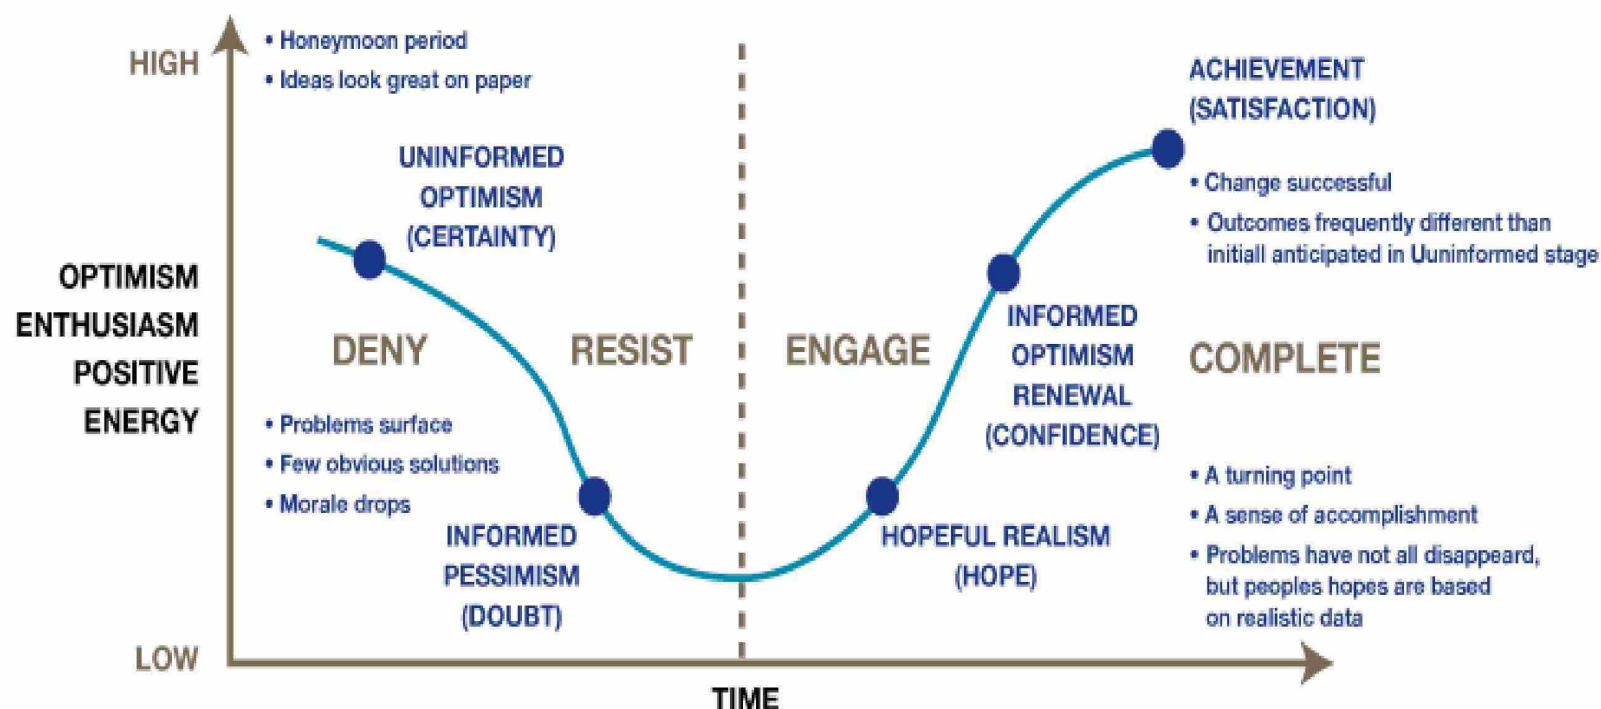 HIGH
• Honeymoon period
• Ideas look great on paper
UNINFORMED
OPTIMISM
(CERTAINTY)
OPTIMISM
ENTHUSIASM
POSITIVE
ENERGY
DENY
RESIST
ENGAGE
COMPLETE
• Problems surface
• Few obvious solutions
• Morale drops
INFORMED
PESSIMISM
(DOUBT)
HOPEFUL REALISM
(HOPE)
INFORMED
OPTIMISM
RENEWAL
(CONFIDENCE)
ACHIEVEMENT
(SATISFACTION)
• Change successful
• Outcomes frequently different than
initiall anticipated in Uuninformed stage
• A turning point
• A sense of accomplishment
• Problems have not all disappeard,
but peoples hopes are based
on realistic data
LOW
TIME